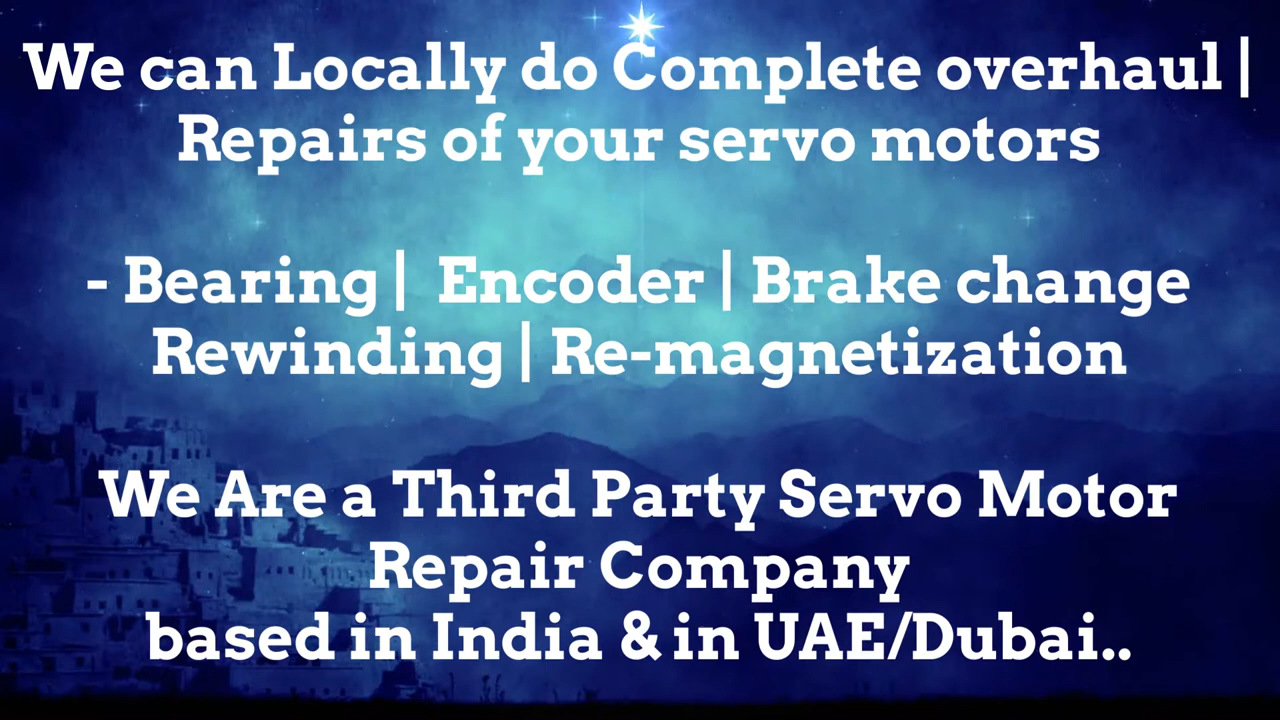 We can Locally do Complete overhaul |
Repairs of your servo motors
- Bearing | Encoder | Brake change
Rewinding | Re-magnetization
We Are a Third Party Servo Motor
Repair Company
based in India & in UAE/Dubai..